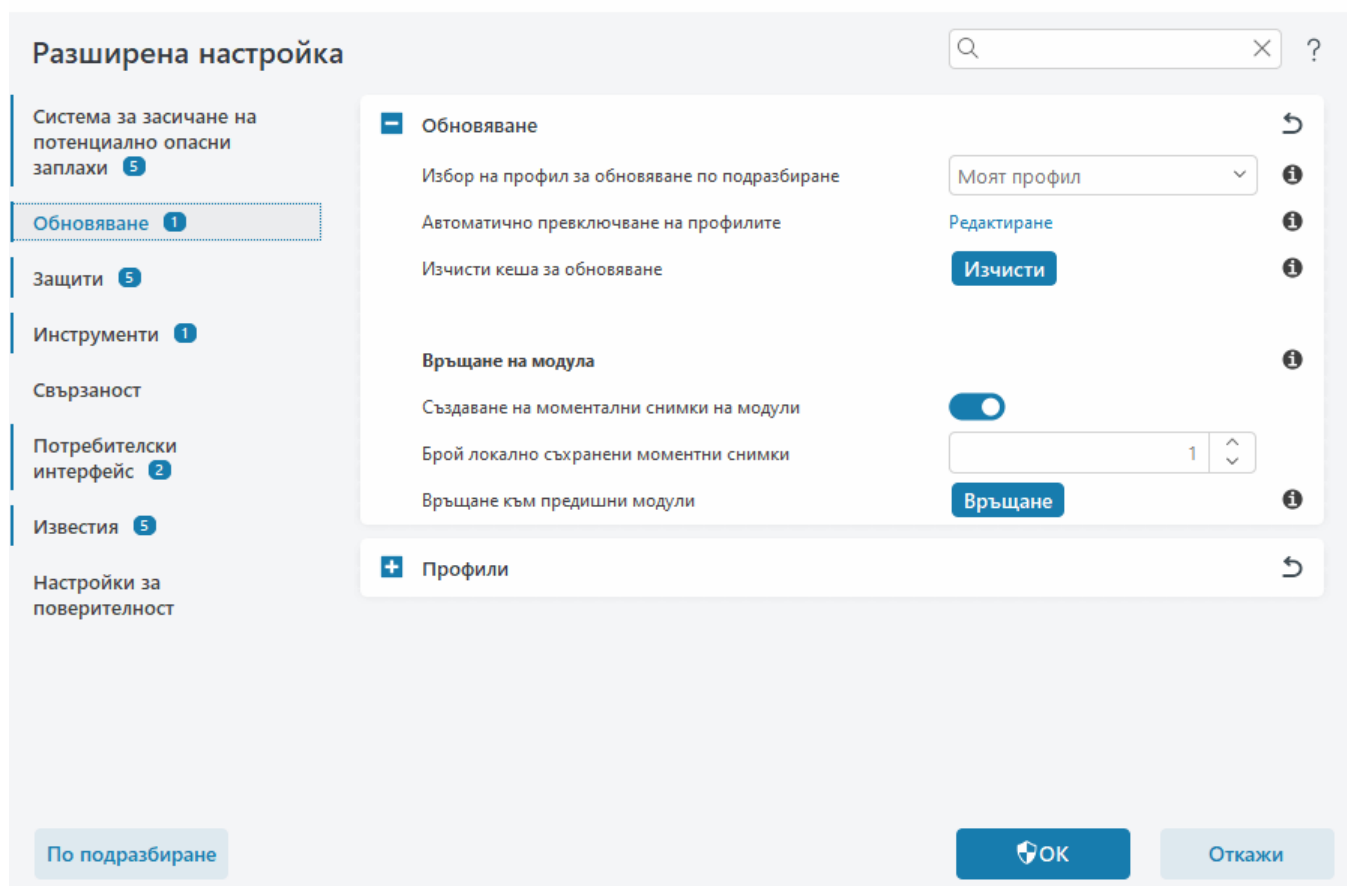 Разширена настройка
?
Система за засичане на
потенциално опасни
заплахи 5
Обновяване 1
Защити 5
Инструменти 1
Свързаност
Потребителски
интерфейс 2
Известия 5
Настройки за
поверителност
Обновяване
Избор на профил за обновяване по подразбиране
Моят профил
Автоматично превключване на профилите
Редактиране
Изчисти кеша за обновяване
Изчисти
Връщане на модула
Създаване на моментални снимки на модули
Брой локално съхранени моментни снимки
1
Връщане към предишни модули
Връщане
Профили
По подразбиране
ОК
Откажи